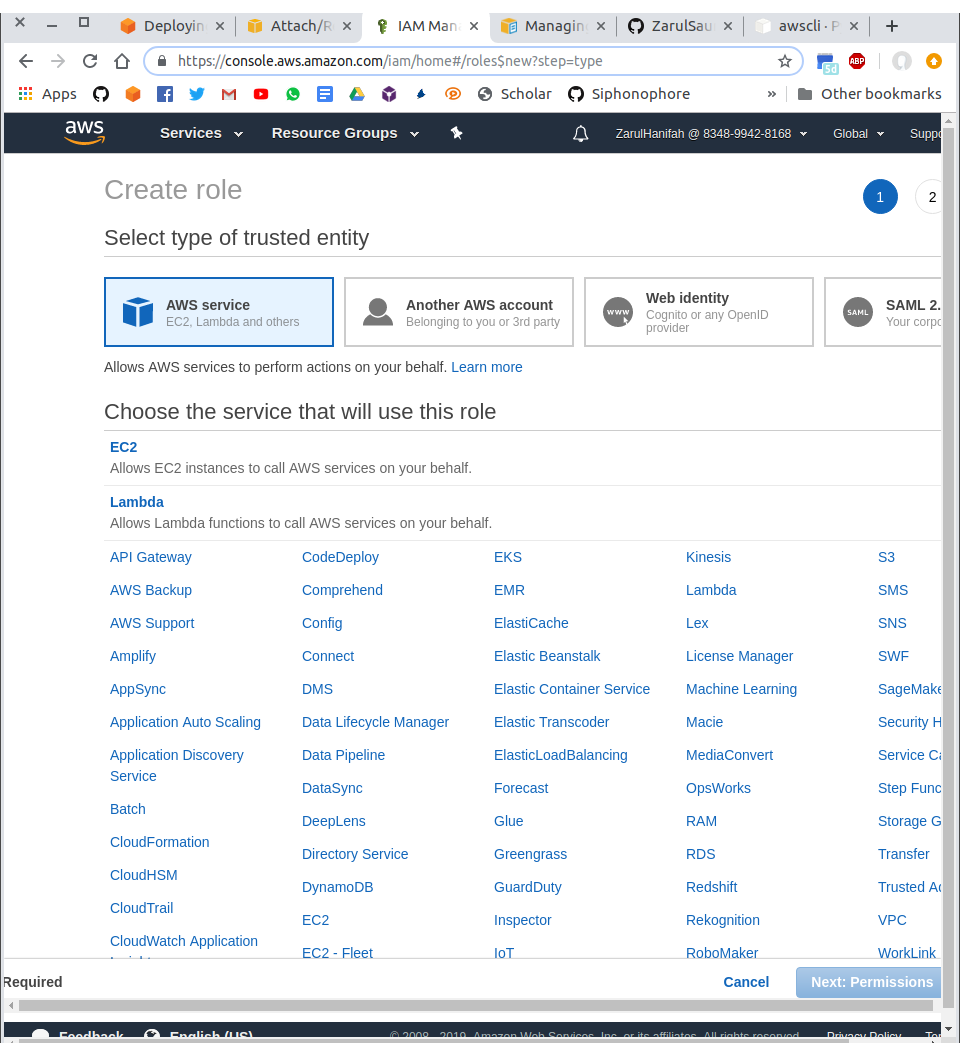 Deployin
Attach/R
IAM Man
Managin
ZarulSau
awscli · P
https://console.aws.amazon.com/iam/home#/roles$new?step=type
5d
ABP
Apps
Scholar
Siphonophore
»
Other bookmarks
aws
Services
Resource Groups
ZarulHanifah @ 8348-9942-8168
Global
Suppo
Create role
1
2
Select type of trusted entity
AWS service
EC2, Lambda and others
Another AWS account
Belonging to you or 3rd party
WWW
Web identity
Cognito or any OpenID
provider
SAML
SAML 2.
Your corpo
Allows AWS services to perform actions on your behalf. Learn more
Choose the service that will use this role
EC2
Allows EC2 instances to call AWS services on your behalf.
Lambda
Allows Lambda functions to call AWS services on your behalf.
API Gateway
AWS Backup
AWS Support
Amplify
AppSync
Application Auto Scaling
Application Discovery
Service
Batch
CloudFormation
CloudHSM
CloudTrail
CloudWatch Application
CodeDeploy
Comprehend
Config
Connect
DMS
Data Lifecycle Manager
Data Pipeline
DataSync
DeepLens
Directory Service
DynamoDB
EC2
EC2 - Fleet
EKS
EMR
ElastiCache
Elastic Beanstalk
Elastic Container Service
Elastic Transcoder
ElasticLoadBalancing
Forecast
Glue
Greengrass
GuardDuty
Inspector
IoT
Kinesis
Lambda
Lex
License Manager
Machine Learning
Macie
MediaConvert
OpsWorks
RAM
RDS
Redshift
Rekognition
RoboMaker
S3
SMS
SNS
SWF
SageMake
Security H
Service Ca
Step Func
Storage G
Transfer
Trusted Ad
VPC
WorkLink
Required
Cancel
Next: Permissions
Feedback
English (US)
© 2008 - 2019, Amazon Web Services, Inc. or its affiliates. All rights reserved.
Privacy Policy
Ter